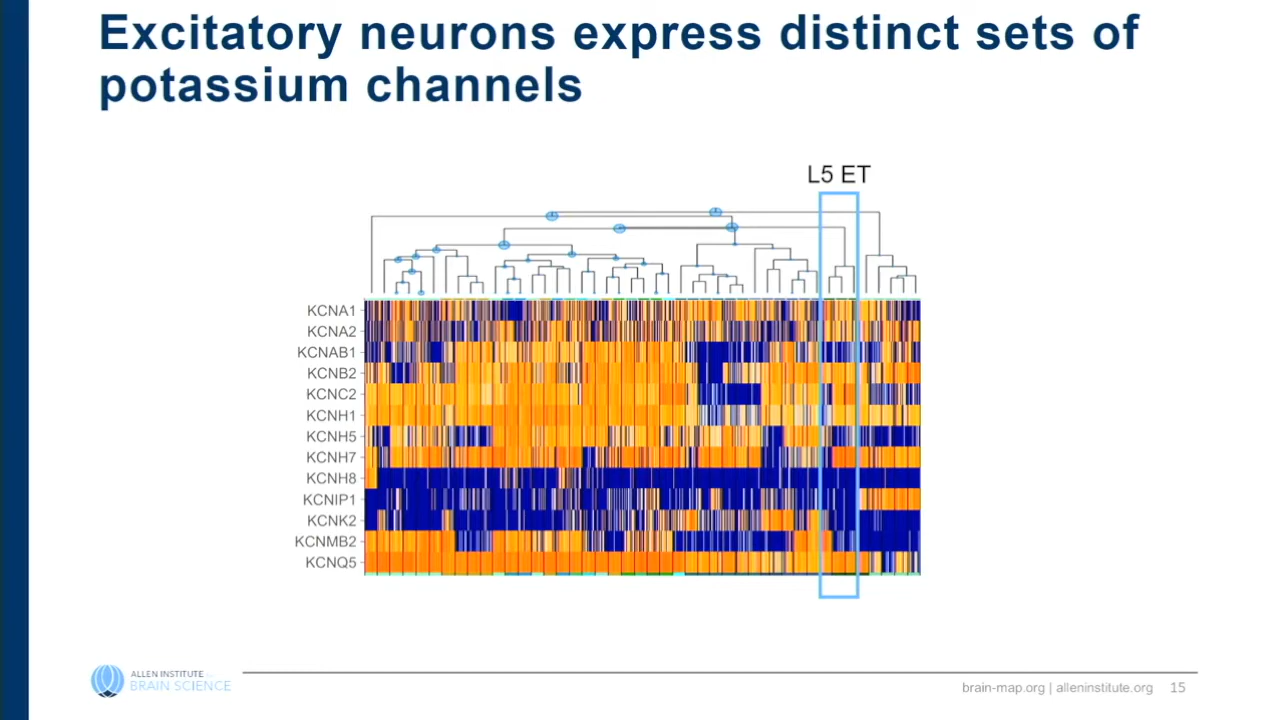 Excitatory neurons express distinct sets of
potassium channels
L5 ET
KCNA1
KCNA2
KCNAB1
KCNB2
KCNC2
KCNH1
KCNH5
KCNH7
KCNH8
KCNIP1
KCNK2
KCNMB2
KCNQ5
ALLEN INSTITUTE for
BRAIN SCIENCE
brain-map.org | alleninstitute.org 15